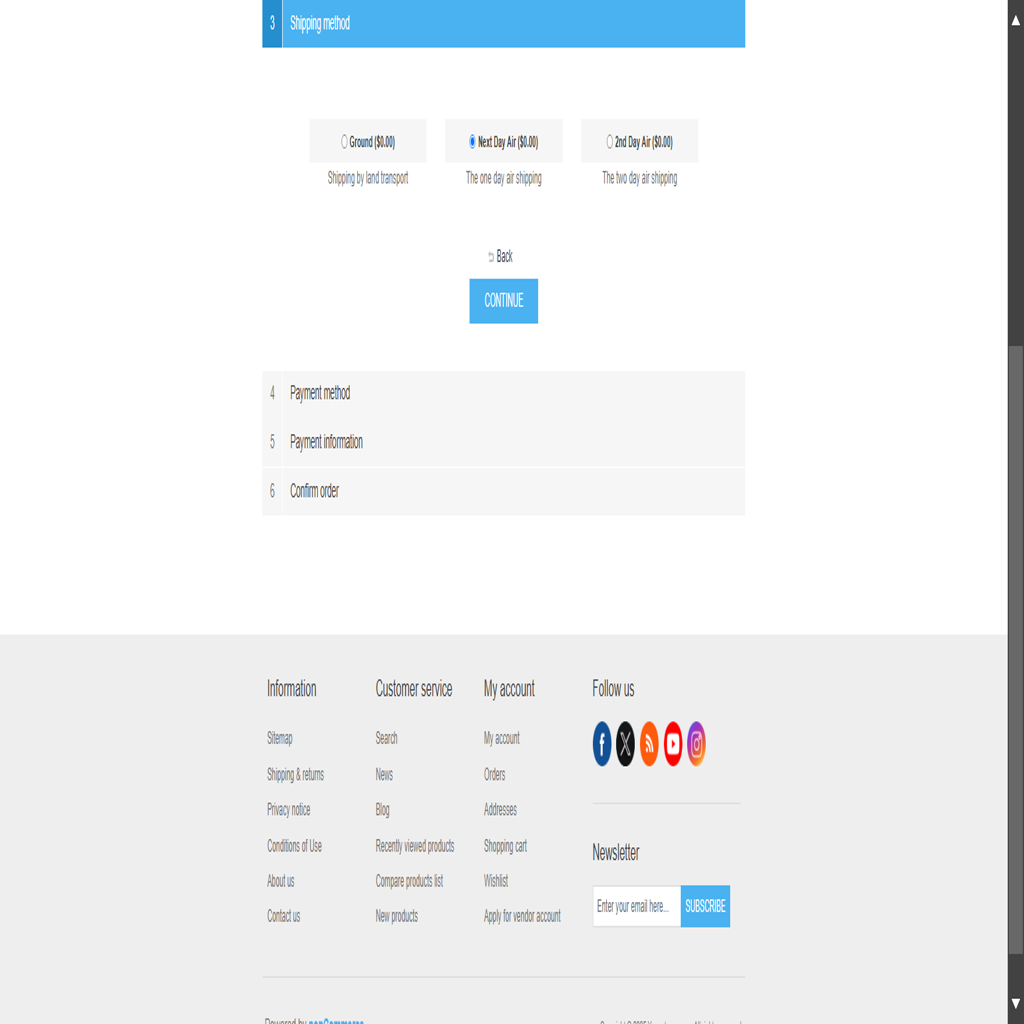 3 Shipping method
Ground ($0.00) Next Day Air ($0.00) 2nd Day Air ($0.00)
Shipping by land transport The one day air shipping The two day air shipping
Back
CONTINUE
4 Payment method
5 Payment information
6 Confirm order
Information Customer service My account Follow us
Sitemap Search My account
Shipping & returns News Orders
Privacy notice Blog Addresses
Conditions of Use Recently viewed products Shopping cart Newsletter
About us Compare products list Wishlist
Enter your email here... SUBSCRIBE
Contact us New products Apply for vendor account
Powered by nopCommerce